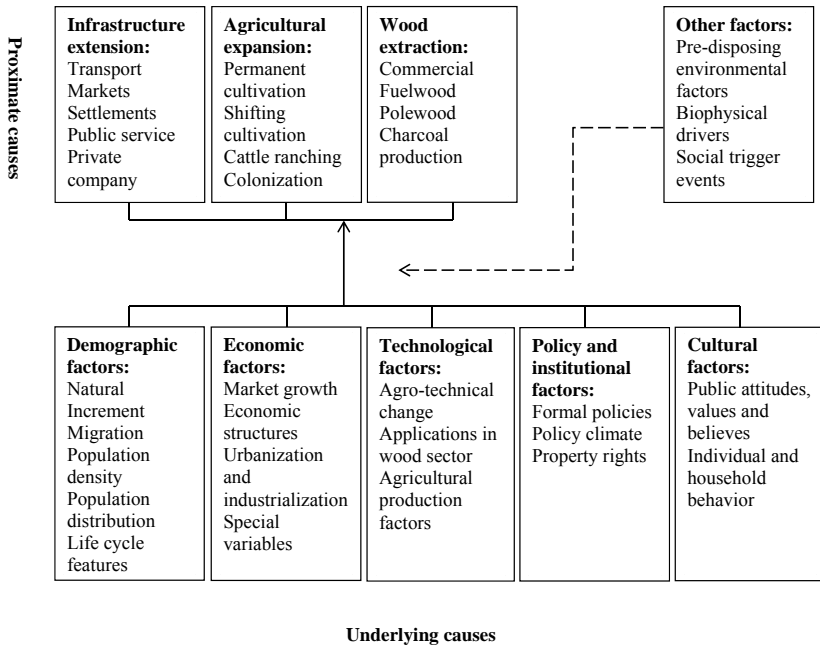 Proximate causes
Infrastructure
extension:
Transport
Markets
Settlements
Public service
Private
company
Agricultural
expansion:
Permanent
cultivation
Shifting
cultivation
Cattle ranching
Colonization
Wood
extraction:
Commercial
Fuelwood
Polewood
Charcoal
production
Other factors:
Pre-disposing
environmental
factors
Biophysical
drivers
Social trigger
events
Demographic
factors:
Natural
Increment
Migration
Population
density
Population
distribution
Life cycle
features
Economic
factors:
Market growth
Economic
structures
Urbanization
and
industrialization
Special
variables
Technological
factors:
Agro-technical
change
Applications in
wood sector
Agricultural
production
factors
Policy and
institutional
factors:
Formal policies
Policy climate
Property rights
Cultural
factors:
Public attitudes,
values and
believes
Individual and
household
behavior
Underlying causes